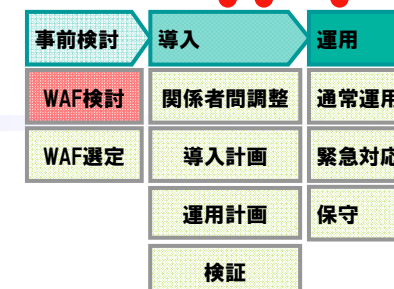 事前検討
導入
運用
WAF検討
関係者間調整
通常運用
WAF選定
導入計画
緊急対応
運用計画
保守
検証